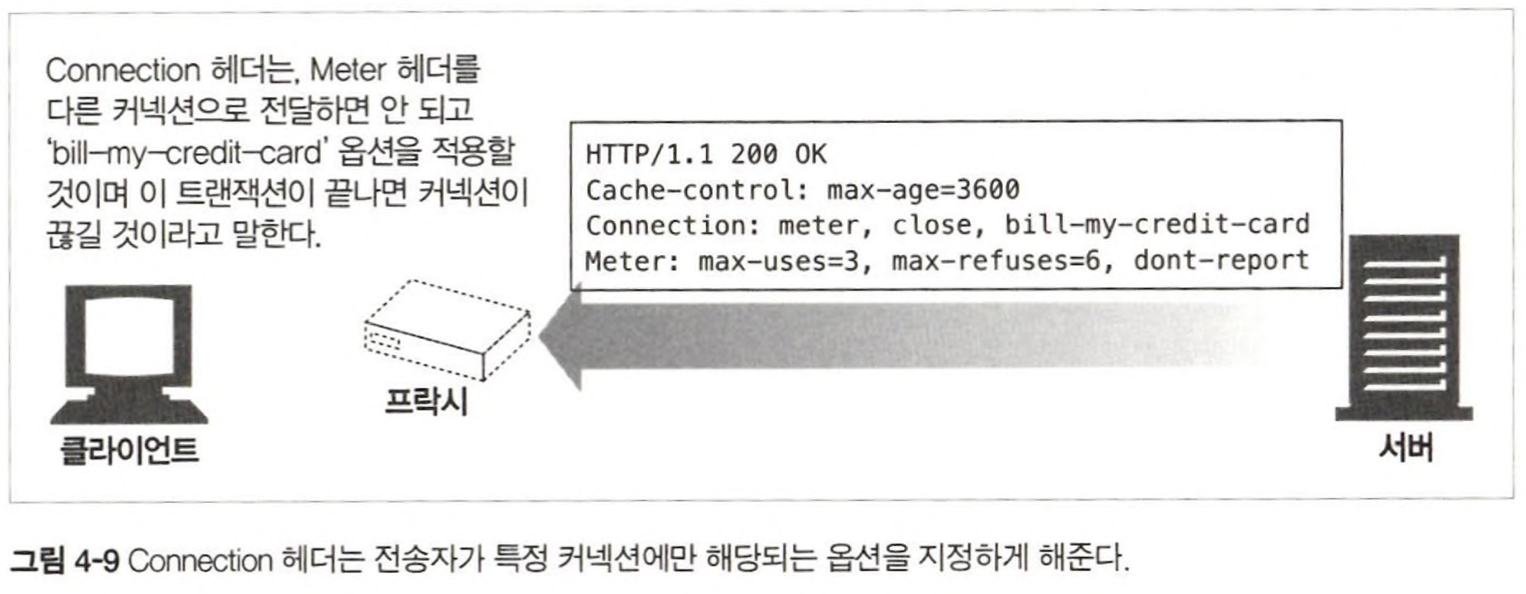 Connection 헤더는, Meter 헤더를
다른 커넥션으로 전달하면 안 되고
'bill-my-credit-card' 옵션을 적용할
것이며 이 트랜잭션이 끝나면 커넥션이
끊길 것이라고 말한다.
HTTP/1.1 200 OK
Cache-control: max-age=3600
Connection: meter, close, bill-my-credit-card
Meter: max-uses=3, max-refuses=6, dont-report
프락시
클라이언트
서버
그림 4-9 Connection 헤더는 전송자가 특정 커넥션에만 해당되는 옵션을 지정하게 해준다.